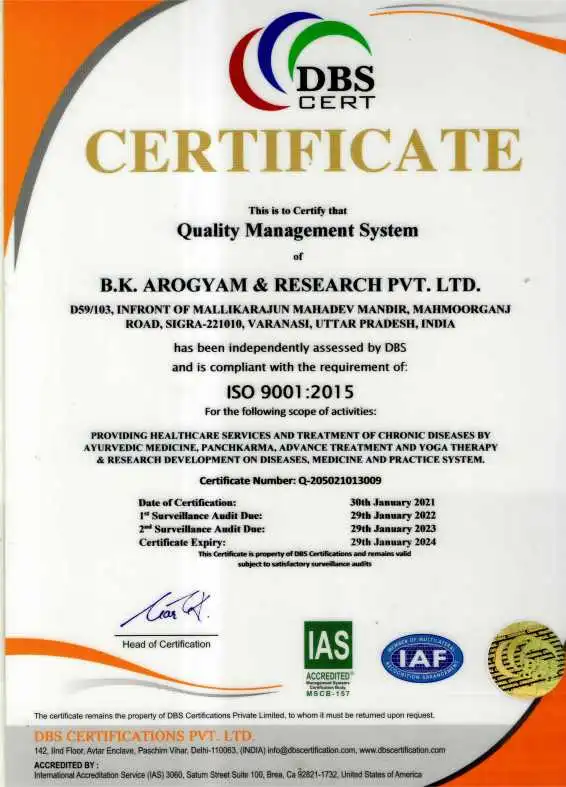 DBS
CERT
CERTIFICATE
This is to Certify that
Quality Management System
of
B.K. AROGYAM & RESEARCH PVT. LTD.
D59/103, INFRONT OF MALLIKARAJUN MAHADEV MANDIR, MAHMOORGANJ
ROAD, SIGRA-221010, VARANASI, UTTAR PRADESH, INDIA
has been independently assessed by DBS
and is compliant with the requirement of:
ISO 9001:2015
For the following scope of activities:
PROVIDING HEALTHCARE SERVICES AND TREATMENT OF CHRONIC DISEASES BY
AYURVEDIC MEDICINE, PANCHKARMA, ADVANCE TREATMENT AND YOGA THERAPY
& RESEARCH DEVELOPMENT ON DISEASES, MEDICINE AND PRACTICE SYSTEM.
Certificate Number: Q-205021013009
Date of Certification: 30th January 2021
1st Surveillance Audit Due: 29th January 2022
2nd Surveillance Audit Due: 29th January 2023
Certificate Expiry: 29th January 2024
This Certificate is property of DBS Certifications and remains valid
subject to satisfactory surveillance audits
Head of Certification
IAS
ACCREDITED
Management Systems
Certification Body
MSCB-157
MEMBER OF MULTILATERAL
IAF
RECOGNITION ARRANGEMENT
DBS
The certificate remains the property of DBS Certifications Private Limited, to whom it must be returned upon request.
DBS CERTIFICATIONS PVT. LTD.
142, IInd Floor, Avtar Enclave, Paschim Vihar, Delhi-110063, (INDIA) info@dbscertification.com, www.dbscertification.com
ACCREDITED BY :
International Accreditation Service (IAS) 3060, Saturn Street Suite 100, Brea, Ca 92821-1732, United States of America